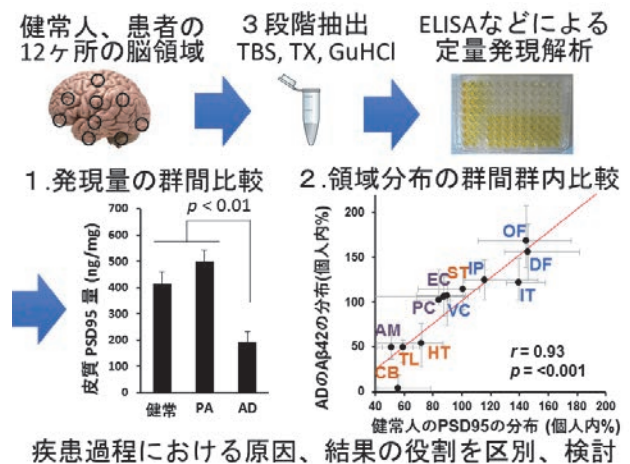 健常人、患者の
12ヶ所の脳領域
3段階抽出
TBS, TX, GuHCl
ELISAなどによる
定量発現解析
1.発現量の群間比較
p < 0.01
皮質 PSD95 量 (ng/mg)
700
600
500
400
300
200
100
0
健常 PA AD
2.領域分布の群間群内比較
ADのAβ42の分布(個人内%)
200
150
100
50
0
OF
DF
ST IP
EC
IT
PC VC
AM
TL HT
CB
r = 0.93
p = <0.001
40 60 80 100 120 140 160 180 200
健常人のPSD95の分布 (個人内%)
疾患過程における原因、結果の役割を区別、検討